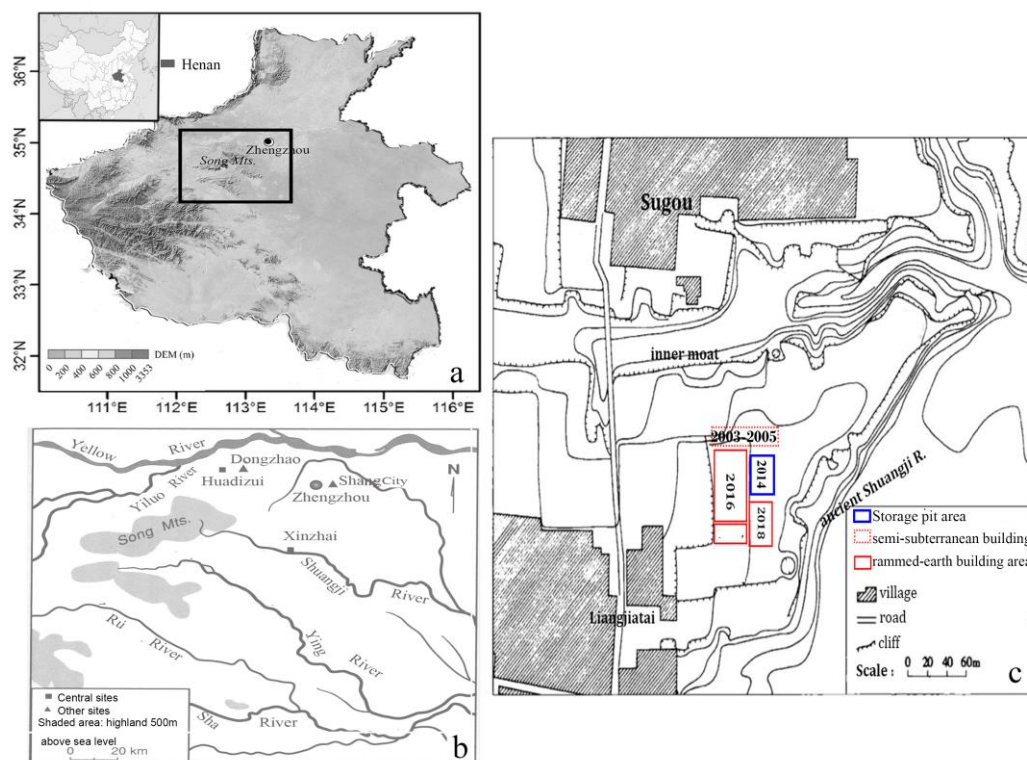 Henan
36°N
35°N
34°N
33°N
32°N
Zhengzhou
Song Mts.
DEM (m)
0
200
400
600
800
1000
3353
a
111°E
112°E
113°E
114°E
115°E
116°E
Yellow River
Yiluo River
Dongzhao
Huadizui
Zhengzhou
ShangCity
N
Song Mts.
Xinzhai
Shuangji River
Rú River
Ying River
Sha River
Central sites
Other sites
Shaded area: highland 500m
above sea level
0 20 km
b
Sugou
inner moat
2003-2005
2014
2016
2018
ancient Shuangji R.
Liangjiatai
Storage pit area
semi-subterranean building
rammed-earth building area
village
road
cliff
Scale : 0 20 40 60m
c